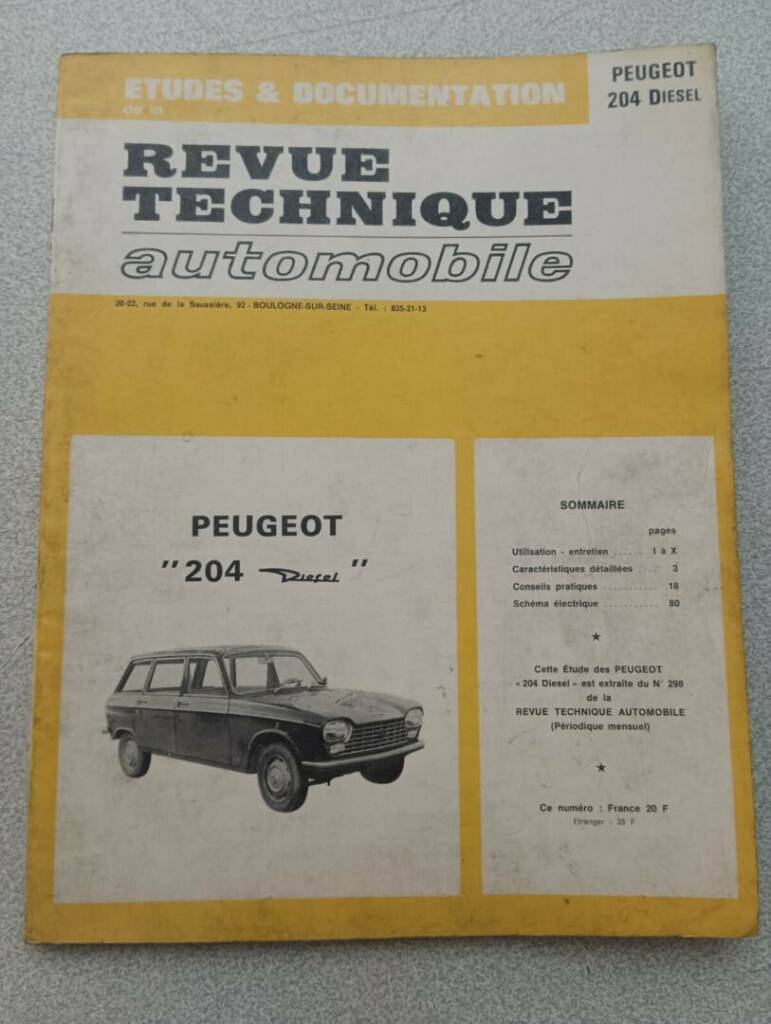 ETUDES & DOCUMENTATION
de la
PEUGEOT
204 DIESEL
REVUE
TECHNIQUE
automobile
20-22, rue de la Saussière, 92 - BOULOGNE-SUR-SEINE - Tél. : 825-21-13
PEUGEOT
"204 Diesel"
SOMMAIRE
pages
Utilisation - entretien ...... I à X
Caractéristiques détaillées .... 3
Conseils pratiques ........... 18
Schéma électrique ........... 80
★
Cette Étude des PEUGEOT
« 204 Diesel » est extraite du N° 298
de la
REVUE TECHNIQUE AUTOMOBILE
(Périodique mensuel)
★
Ce numéro : France 20 F
Etranger : 25 F